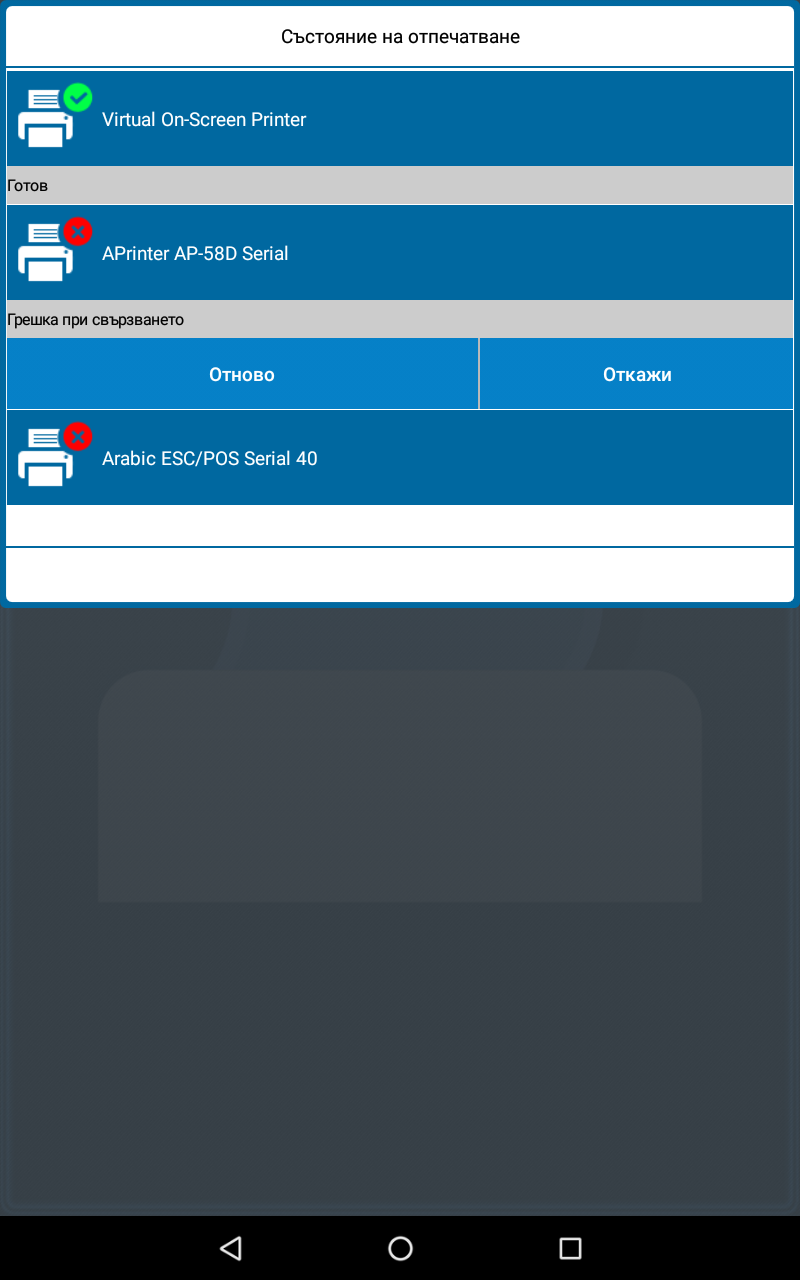 Състояние на отпечатване
Virtual On-Screen Printer
Готов
APrinter AP-58D Serial
Грешка при свързването
Отново
Откажи
Arabic ESC/POS Serial 40